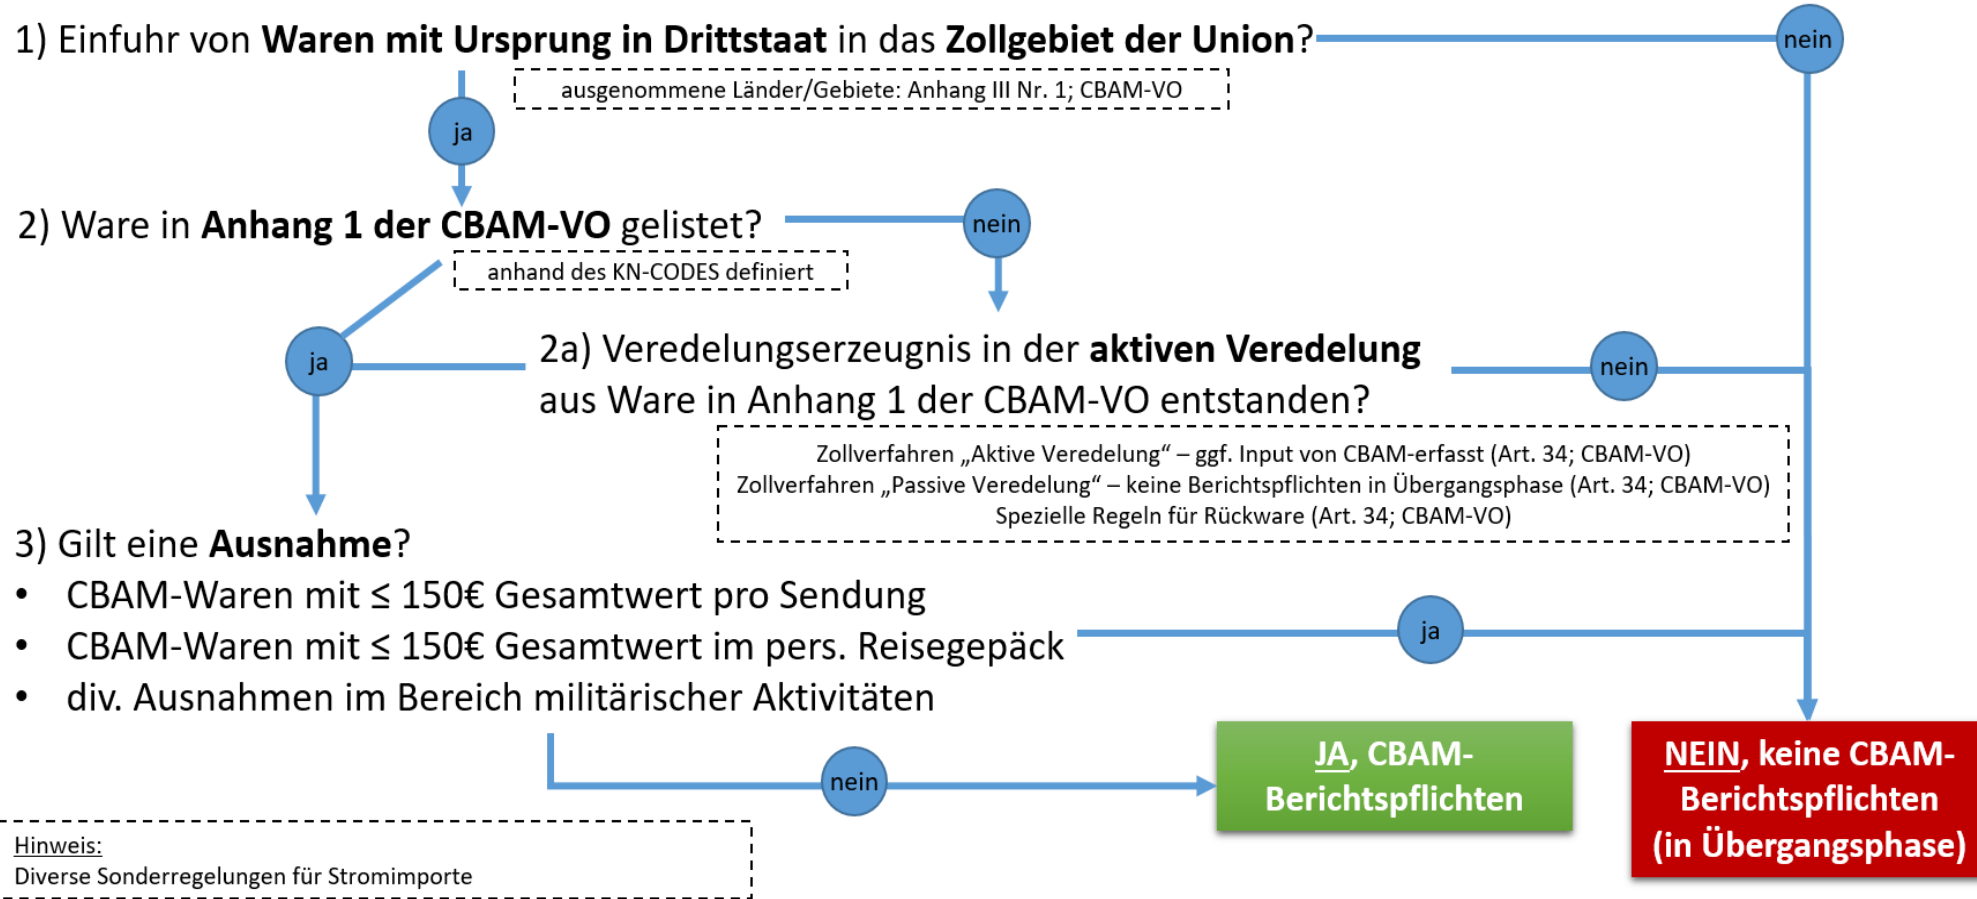 1) Einfuhr von Waren mit Ursprung in Drittstaat in das Zollgebiet der Union?
nein
ausgenommene Länder/Gebiete: Anhang III Nr. 1; CBAM-VO
ja
2) Ware in Anhang 1 der CBAM-VO gelistet?
nein
anhand des KN-CODES definiert
ja
2a) Veredelungserzeugnis in der aktiven Veredelung
aus Ware in Anhang 1 der CBAM-VO entstanden?
nein
Zollverfahren „Aktive Veredelung“ – ggf. Input von CBAM-erfasst (Art. 34; CBAM-VO)
Zollverfahren „Passive Veredelung“ – keine Berichtspflichten in Übergangsphase (Art. 34; CBAM-VO)
Spezielle Regeln für Rückware (Art. 34; CBAM-VO)
3) Gilt eine Ausnahme?
• CBAM-Waren mit ≤ 150€ Gesamtwert pro Sendung
• CBAM-Waren mit ≤ 150€ Gesamtwert im pers. Reisegepäck
• div. Ausnahmen im Bereich militärischer Aktivitäten
ja
nein
JA, CBAM-
Berichtspflichten
NEIN, keine CBAM-
Berichtspflichten
(in Übergangsphase)
Hinweis:
Diverse Sonderregelungen für Stromimporte